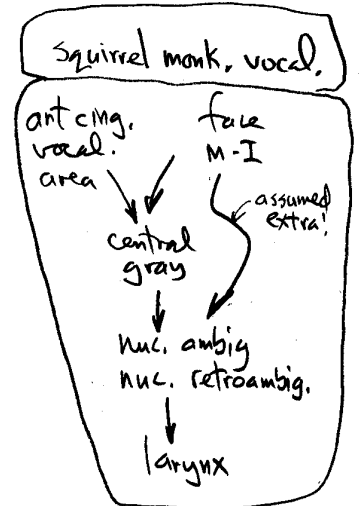 squirrel monk. vocal.
ant cing. face
vocal. M-I
area
assumed
extra!
central
gray
nuc. ambig
nuc. retroambig.
larynx